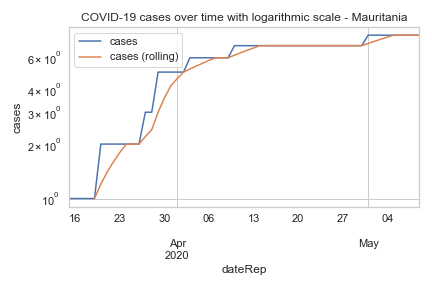 COVID-19 cases over time with logarithmic scale - Mauritania
cases
cases (rolling)
6 × 10⁰
4 × 10⁰
3 × 10⁰
2 × 10⁰
10⁰
cases
16 23 30 06 13 20 27 04
Apr May
2020
dateRep